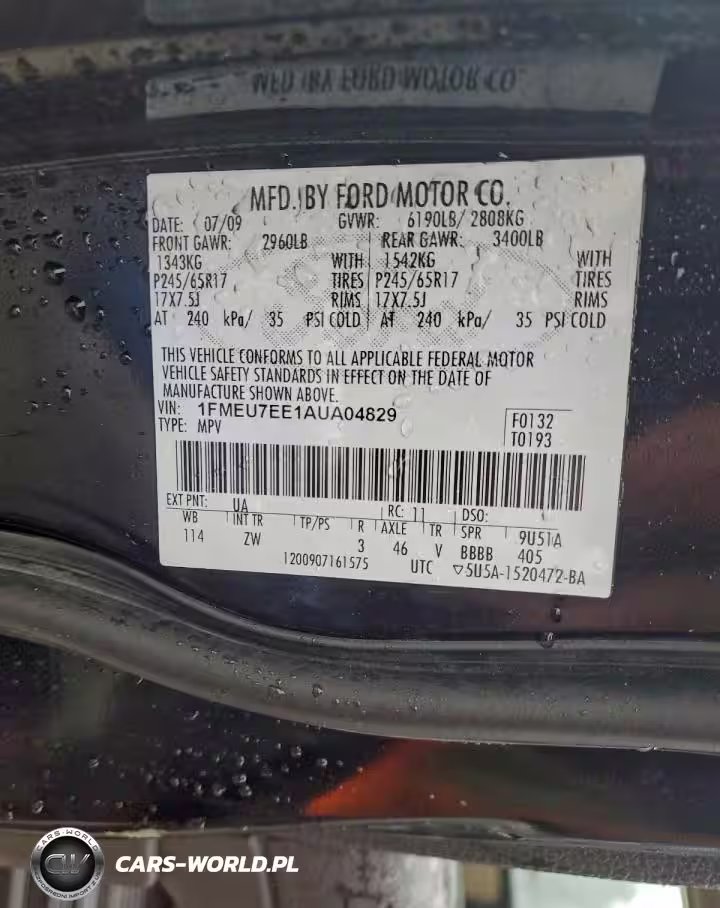 MFD. BY FORD MOTOR CO.
MFD. BY FORD MOTOR CO.
DATE: 07/09 GVWR: 6190LB/ 2808KG
FRONT GAWR: 2960LB REAR GAWR: 3400LB
1343KG WITH 1542KG WITH
P245/65R17 TIRES P245/65R17 TIRES
17X7.5J RIMS 17X7.5J RIMS
AT 240 kPa/ 35 PSI COLD AT 240 kPa/ 35 PSI COLD
THIS VEHICLE CONFORMS TO ALL APPLICABLE FEDERAL MOTOR
VEHICLE SAFETY STANDARDS IN EFFECT ON THE DATE OF
MANUFACTURE SHOWN ABOVE.
VIN: 1FMEU7EE1AUA04829
TYPE: MPV
F0132
T0193
EXT PNT: UA RC: 11 DSO:
WB INT TR TP/PS R AXLE TR SPR 9U51A
114 ZW 3 46 V BBBB 405
1200907161575 UTC ▽5U5A-1520472-BA
CARS-WORLD
CW
CARS-WORLD.PL